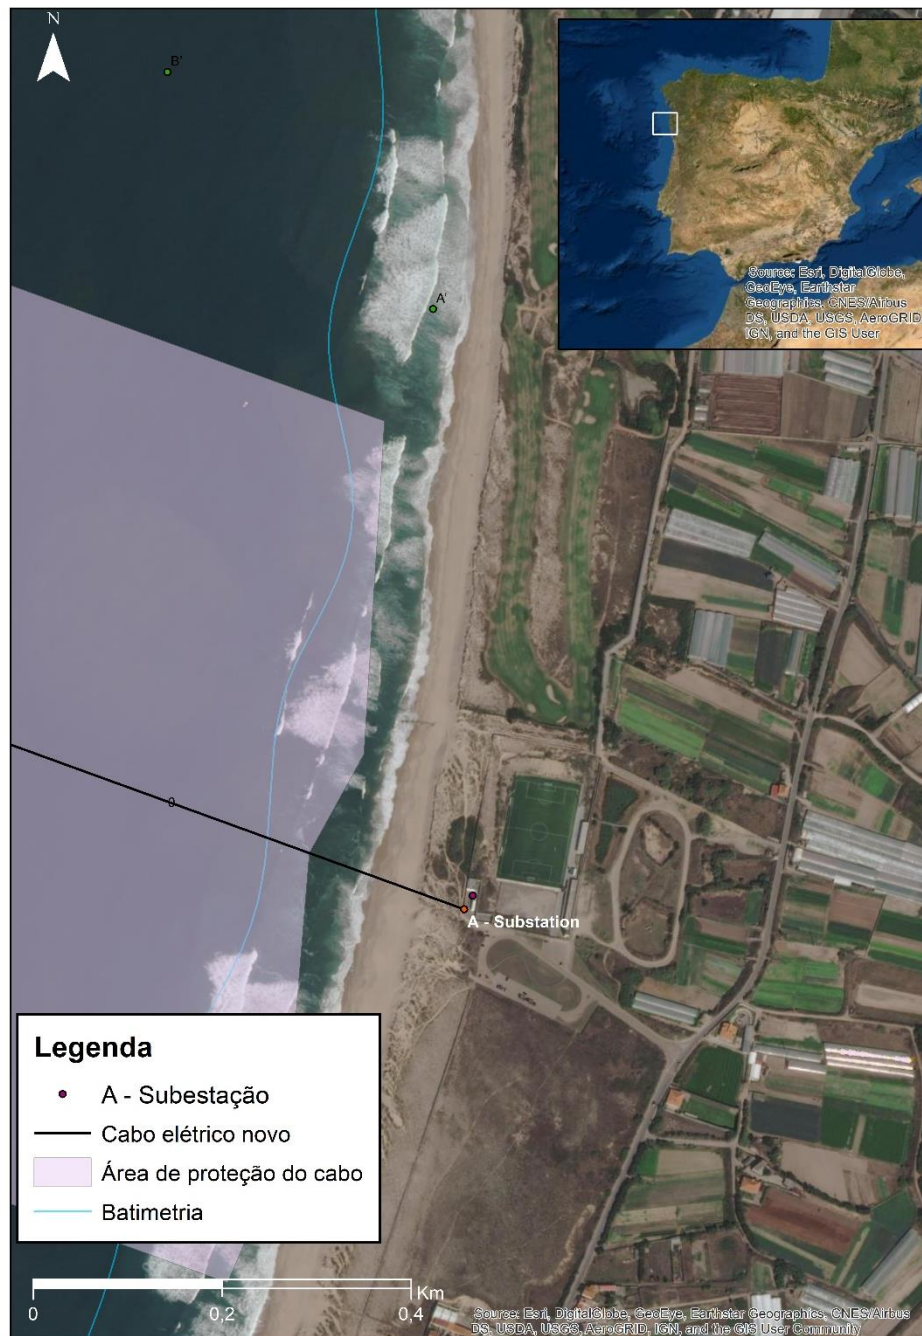 N
B'
Source: Esri, DigitalGlobe,
GeoEye, Earthstar
Geographics, CNES/Airbus
DS, USDA, USGS, AeroGRID,
IGN, and the GIS User
A'
0
A - Substation
Legenda
A - Subestação
Cabo elétrico novo
Área de proteção do cabo
Batimetria
Km
0 0,2 0,4
Source: Esri, DigitalGlobe, GeoEye, Earthstar Geographics, CNES/Airbus
DS, USDA, USGS, AeroGRID, IGN, and the GIS User Community